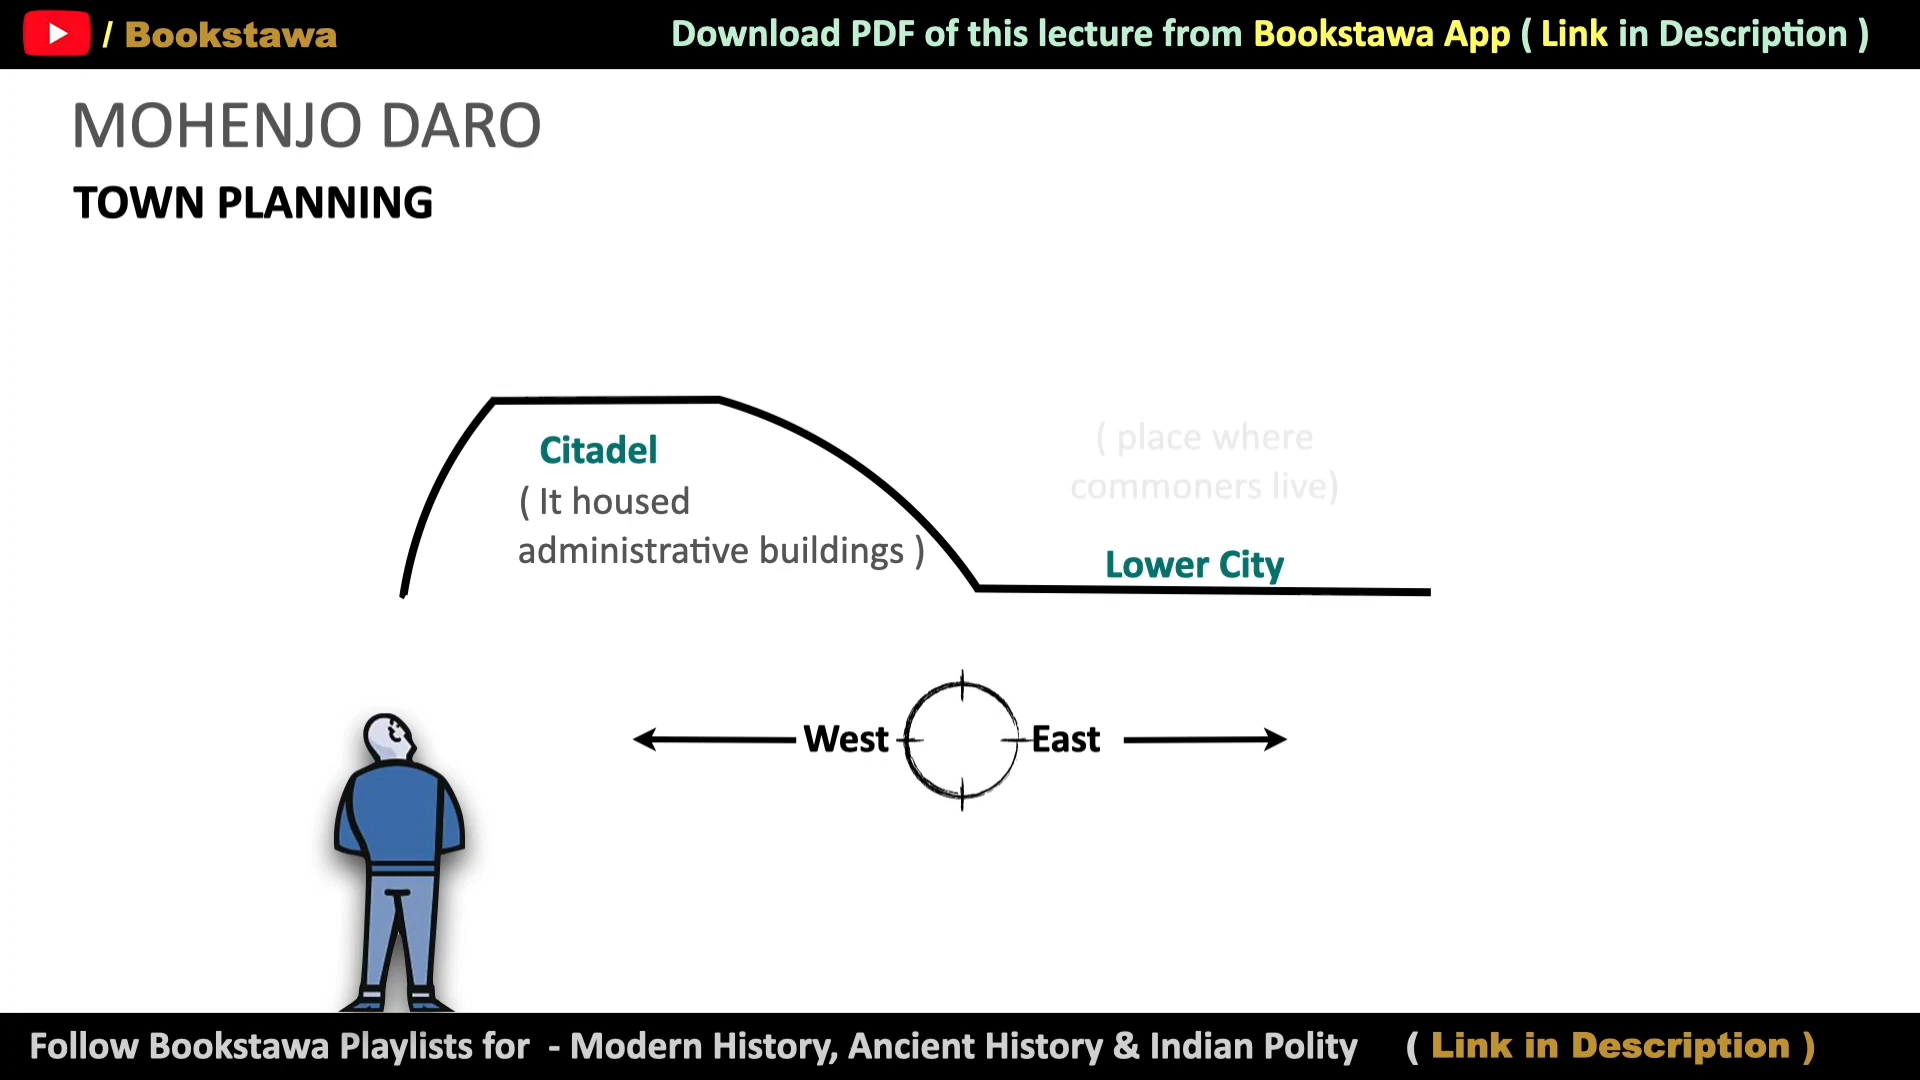 / Bookstawa
Download PDF of this lecture from Bookstawa App ( Link in Description )
MOHENJO DARO
TOWN PLANNING
Citadel
( It housed
administrative buildings )
( place where
commoners live)
Lower City
West
East
Follow Bookstawa Playlists for - Modern History, Ancient History & Indian Polity ( Link in Description )